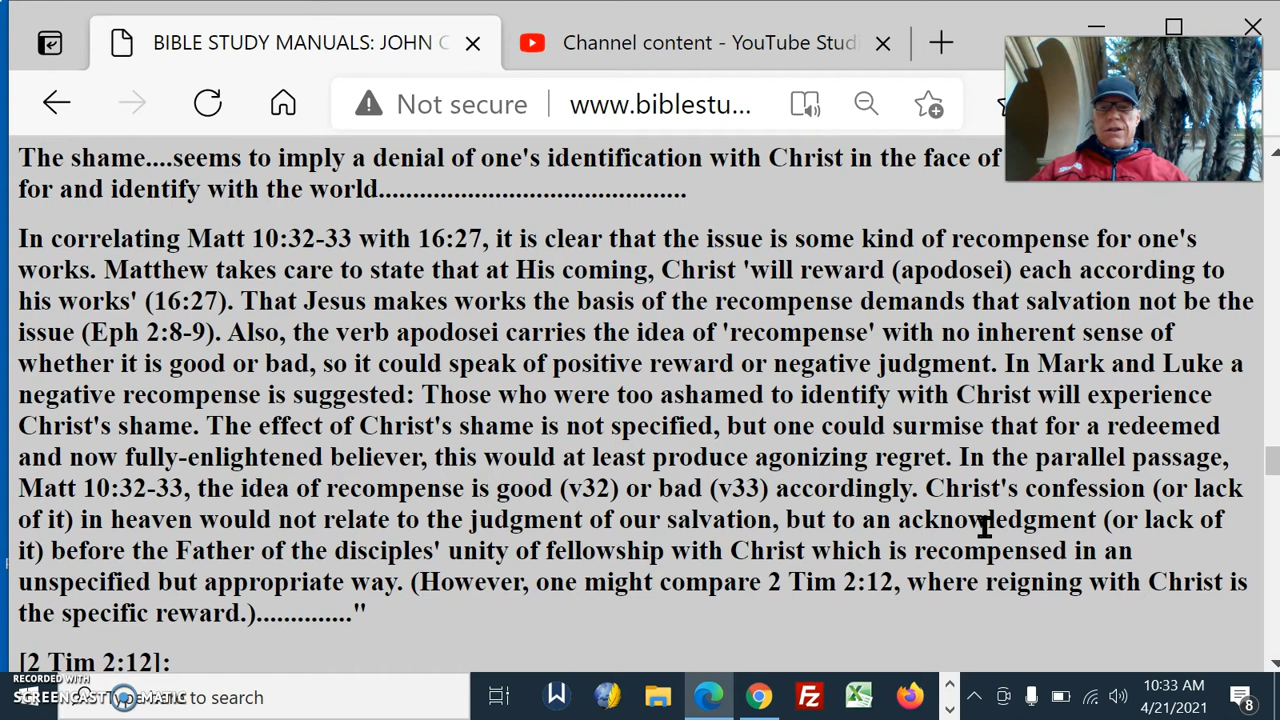 BIBLE STUDY MANUALS: JOHN C
Channel content - YouTube Studi
Not secure
www.biblestu...
The shame....seems to imply a denial of one's identification with Christ in the face of
for and identify with the world.................................................
In correlating Matt 10:32-33 with 16:27, it is clear that the issue is some kind of recompense for one's
works. Matthew takes care to state that at His coming, Christ 'will reward (apodosei) each according to
his works' (16:27). That Jesus makes works the basis of the recompense demands that salvation not be the
issue (Eph 2:8-9). Also, the verb apodosei carries the idea of 'recompense' with no inherent sense of
whether it is good or bad, so it could speak of positive reward or negative judgment. In Mark and Luke a
negative recompense is suggested: Those who were too ashamed to identify with Christ will experience
Christ's shame. The effect of Christ's shame is not specified, but one could surmise that for a redeemed
and now fully-enlightened believer, this would at least produce agonizing regret. In the parallel passage,
Matt 10:32-33, the idea of recompense is good (v32) or bad (v33) accordingly. Christ's confession (or lack
of it) in heaven would not relate to the judgment of our salvation, but to an acknowledgment (or lack of
it) before the Father of the disciples' unity of fellowship with Christ which is recompensed in an
unspecified but appropriate way. (However, one might compare 2 Tim 2:12, where reigning with Christ is
the specific reward.)..............."
[2 Tim 2:12]:
RECORDED WITH
SCREENCAST MATIC
Type here to search
W
10:33 AM
4/21/2021
8